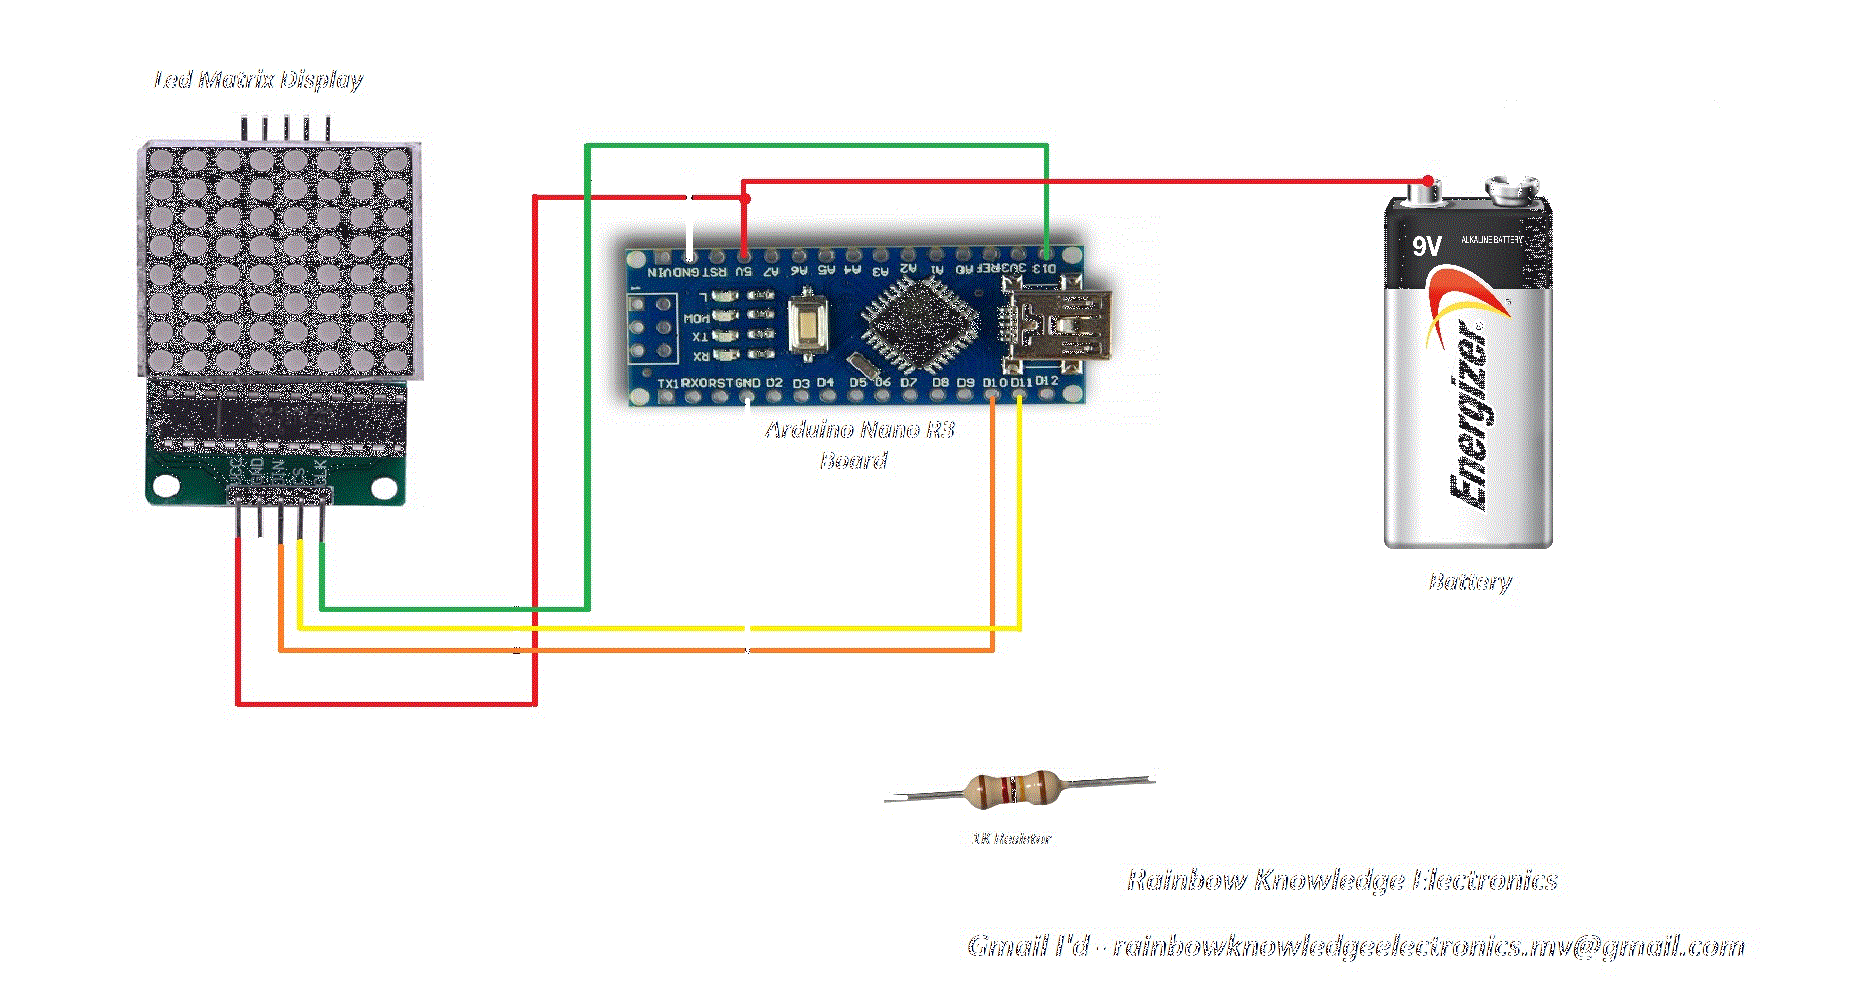 Led Matrix Display
9V
ALKALINE BATTERY
Energizer
VIN
GND
RST
5V
A7
A6
A5
A4
A3
A2
A1
A0
REF
3V3
D13
1
L
POW
TX
RX
TX1
RX0
RST
GND
D2
D3
D4
D5
D6
D7
D8
D9
D10
D11
D12
Arduino Nano R3
Board
VCC
GND
DIN
CS
CLK
Battery
1K Resistor
Rainbow Knowledge Electronics
Gmail I'd - rainbowknowledgeelectronics.mv@gmail.com